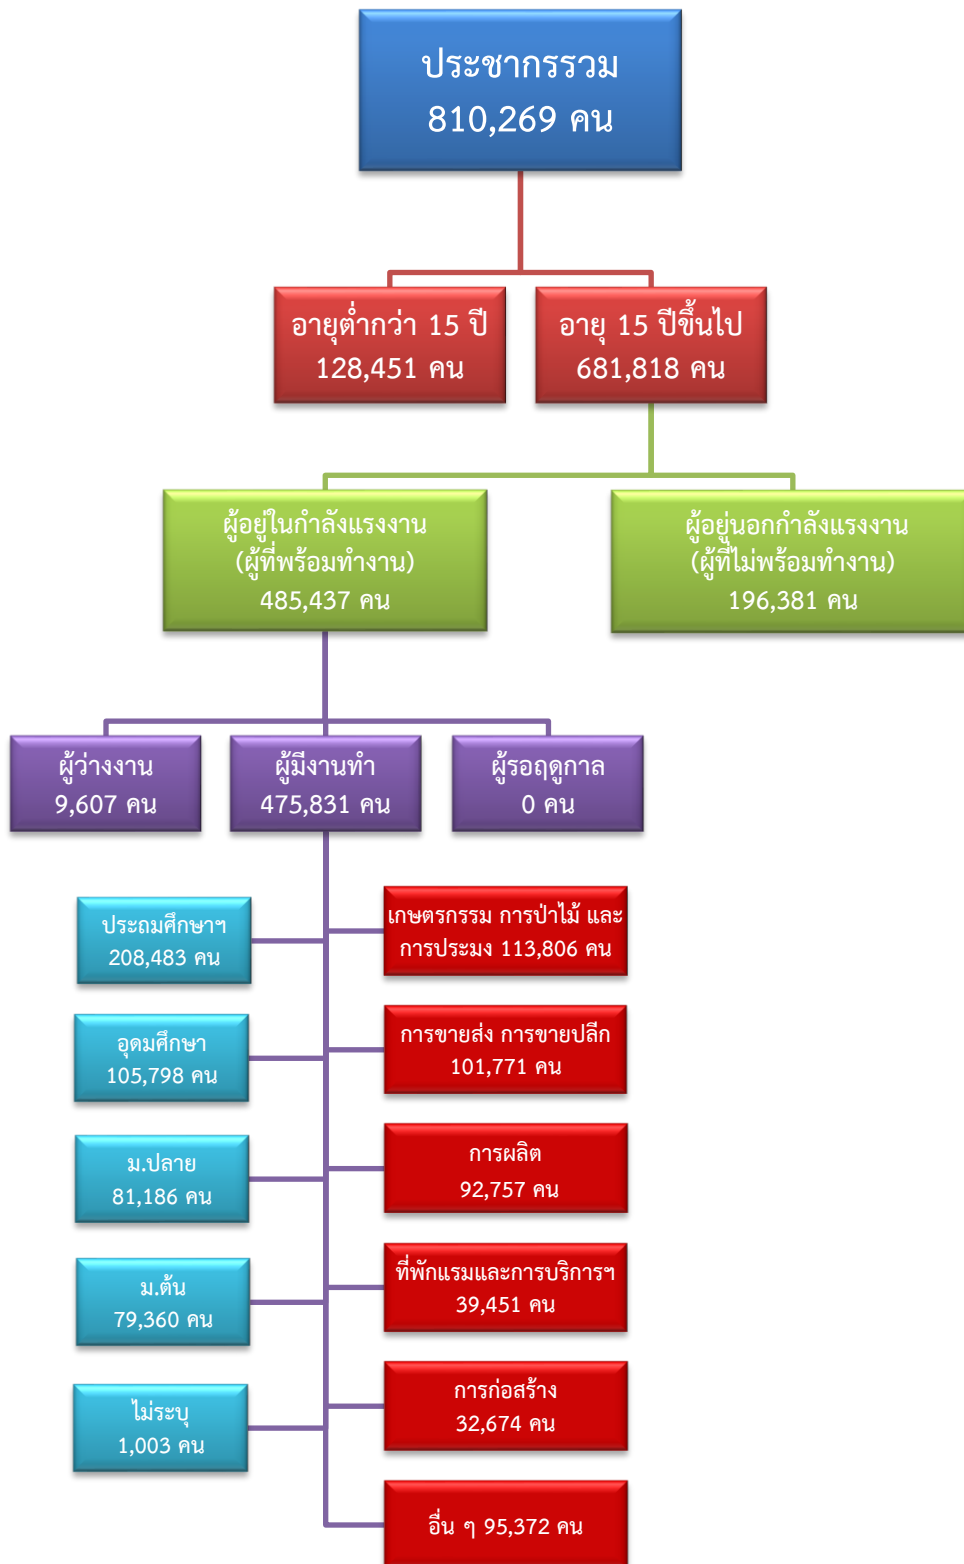 ประชากรรวม
810,269 คน
อายุต่ำกว่า 15 ปี
128,451 คน
อายุ 15 ปีขึ้นไป
681,818 คน
ผู้อยู่ในกำลังแรงงาน
(ผู้ที่พร้อมทำงาน)
485,437 คน
ผู้อยู่นอกกำลังแรงงาน
(ผู้ที่ไม่พร้อมทำงาน)
196,381 คน
ผู้ว่างงาน
9,607 คน
ผู้มีงานทำ
475,831 คน
ผู้รอฤดูกาล
0 คน
ประถมศึกษาฯ
208,483 คน
อุดมศึกษา
105,798 คน
ม.ปลาย
81,186 คน
ม.ต้น
79,360 คน
ไม่ระบุ
1,003 คน
เกษตรกรรม การป่าไม้ และ
การประมง 113,806 คน
การขายส่ง การขายปลีก
101,771 คน
การผลิต
92,757 คน
ที่พักแรมและการบริการฯ
39,451 คน
การก่อสร้าง
32,674 คน
อื่น ๆ 95,372 คน